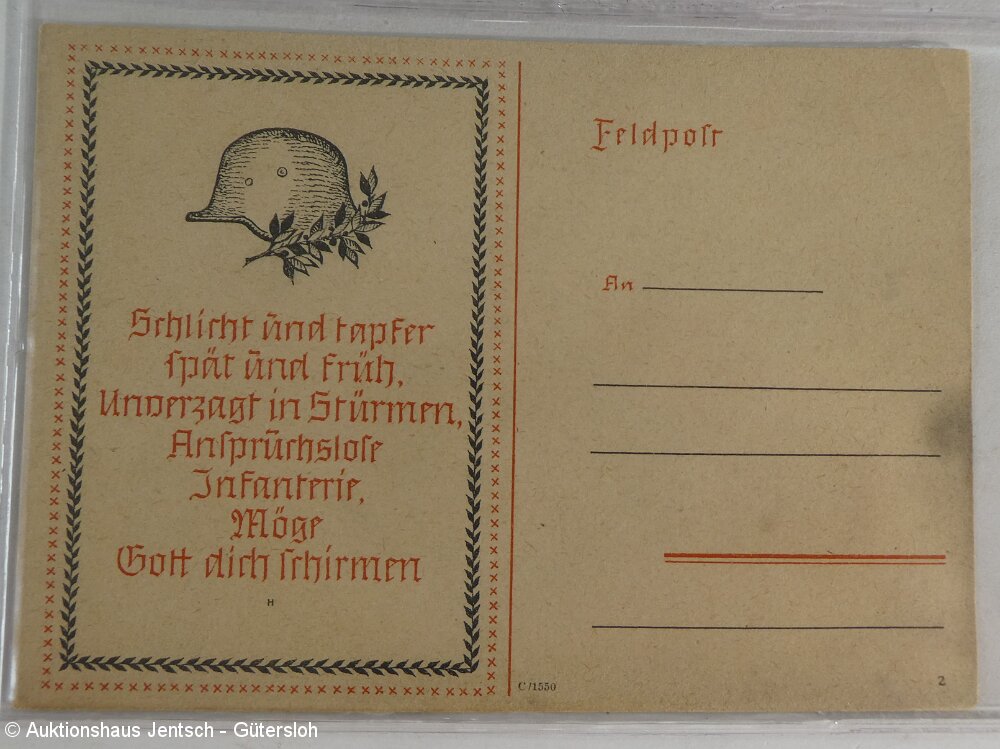 Schlicht und tapfer
spät und früh,
Unverzagt in Stürmen,
Anspruchslose
Infanterie,
Möge
Gott dich schirmen
H
Feldpost
An
C/1550
2
© Auktionshaus Jentsch - Gütersloh